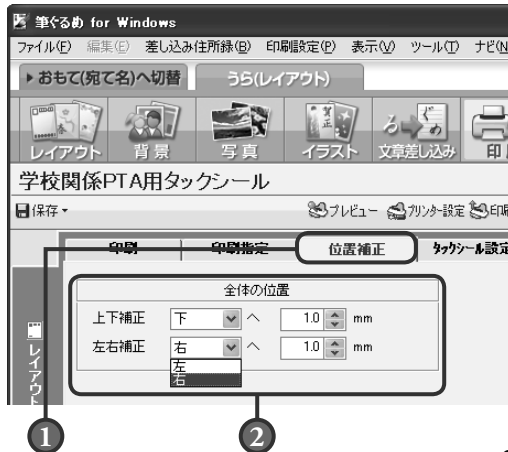 筆ぐるめ for Windows
ファイル(F) 編集(E) 差し込み住所録(B) 印刷設定(P) 表示(V) ツール(T) ナビ(N
▶おもて(宛て名)へ切替 うら(レイアウト)
レイアウト 背景 写真 イラスト 文章差し込み 印
学校関係PTA用タックシール
保存 プレビュー プリンタ設定 印刷
印刷 印刷指定 位置補正 タックシール設定
全体の位置
上下補正 下 へ 1.0 mm
左右補正 右 へ 1.0 mm
左
右
レイアウト
1 2